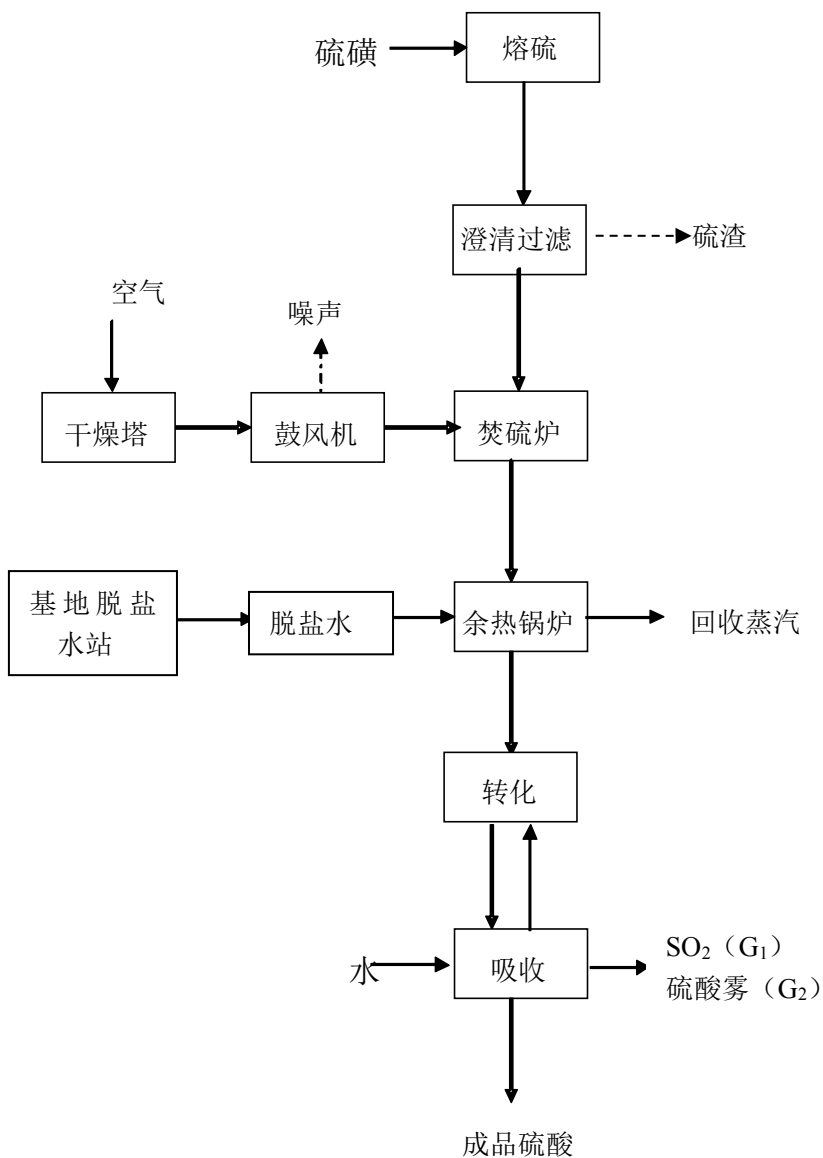 硫磺
熔硫
澄清过滤
硫渣
空气
噪声
干燥塔
鼓风机
焚硫炉
基地脱盐
水站
脱盐水
余热锅炉
回收蒸汽
转化
水
吸收
SO₂（G₁）
硫酸雾（G₂）
成品硫酸